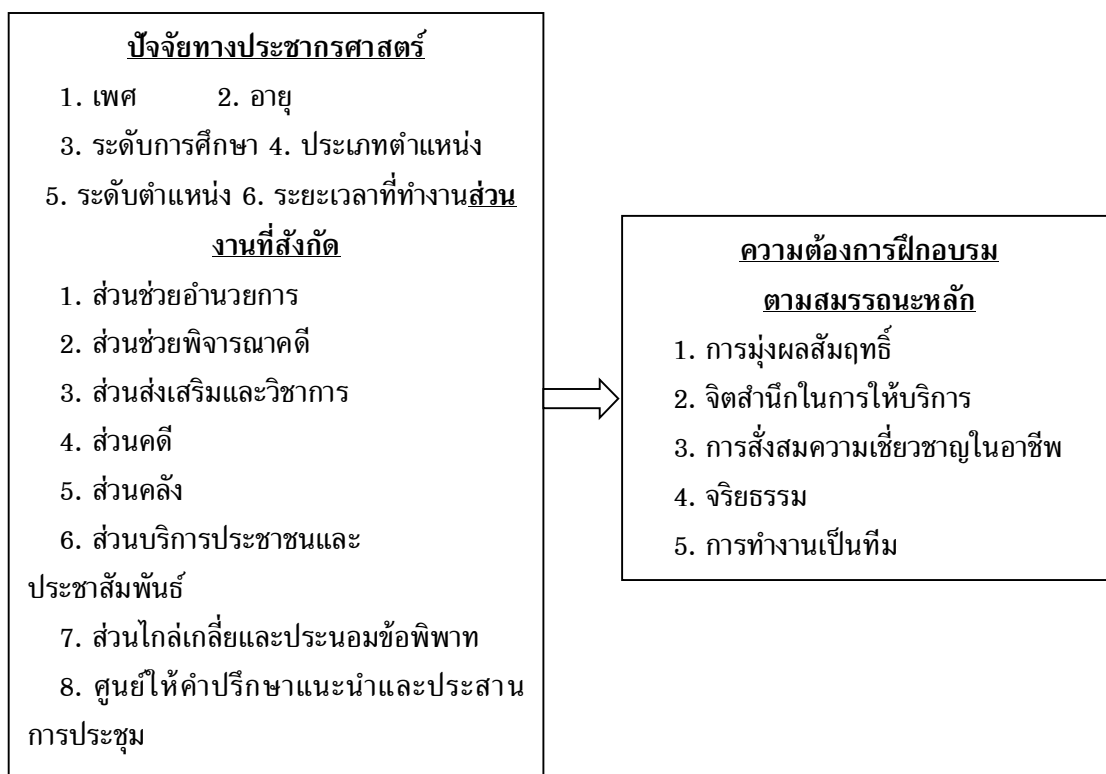 ปัจจัยทางประชากรศาสตร์
1. เพศ 2. อายุ
3. ระดับการศึกษา 4. ประเภทตำแหน่ง
5. ระดับตำแหน่ง 6. ระยะเวลาที่ทำงานส่วน
งานที่สังกัด
1. ส่วนช่วยอำนวยการ
2. ส่วนช่วยพิจารณาคดี
3. ส่วนส่งเสริมและวิชาการ
4. ส่วนคดี
5. ส่วนคลัง
6. ส่วนบริการประชาชนและ
ประชาสัมพันธ์
7. ส่วนไกล่เกลี่ยและประนอมข้อพิพาท
8. ศูนย์ให้คำปรึกษาแนะนำและประสาน
การประชุม
ความต้องการฝึกอบรม
ตามสมรรถนะหลัก
1. การมุ่งผลสัมฤทธิ์
2. จิตสำนึกในการให้บริการ
3. การสั่งสมความเชี่ยวชาญในอาชีพ
4. จริยธรรม
5. การทำงานเป็นทีม